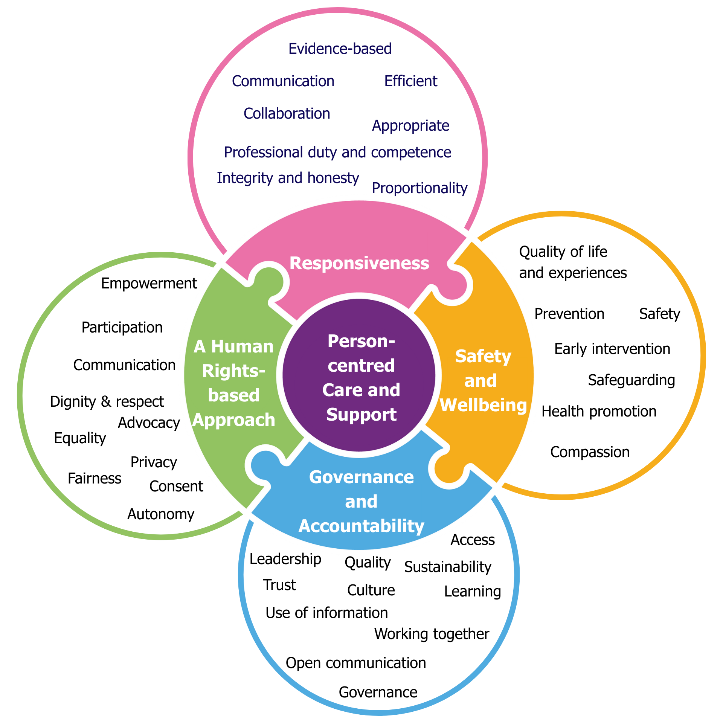 Evidence-based
Communication
Efficient
Collaboration
Appropriate
Professional duty and competence
Integrity and honesty
Proportionality
Responsiveness
Quality of life
and experiences
Prevention
Safety
Early intervention
Safeguarding
Health promotion
Compassion
Safety
and
Wellbeing
Empowerment
Participation
Communication
Dignity & respect
Advocacy
Equality
Privacy
Fairness
Consent
Autonomy
A Human
Rights-
based
Approach
Person-
centred
Care and
Support
Governance
and
Accountability
Access
Leadership
Quality
Sustainability
Trust
Culture
Learning
Use of information
Working together
Open communication
Governance